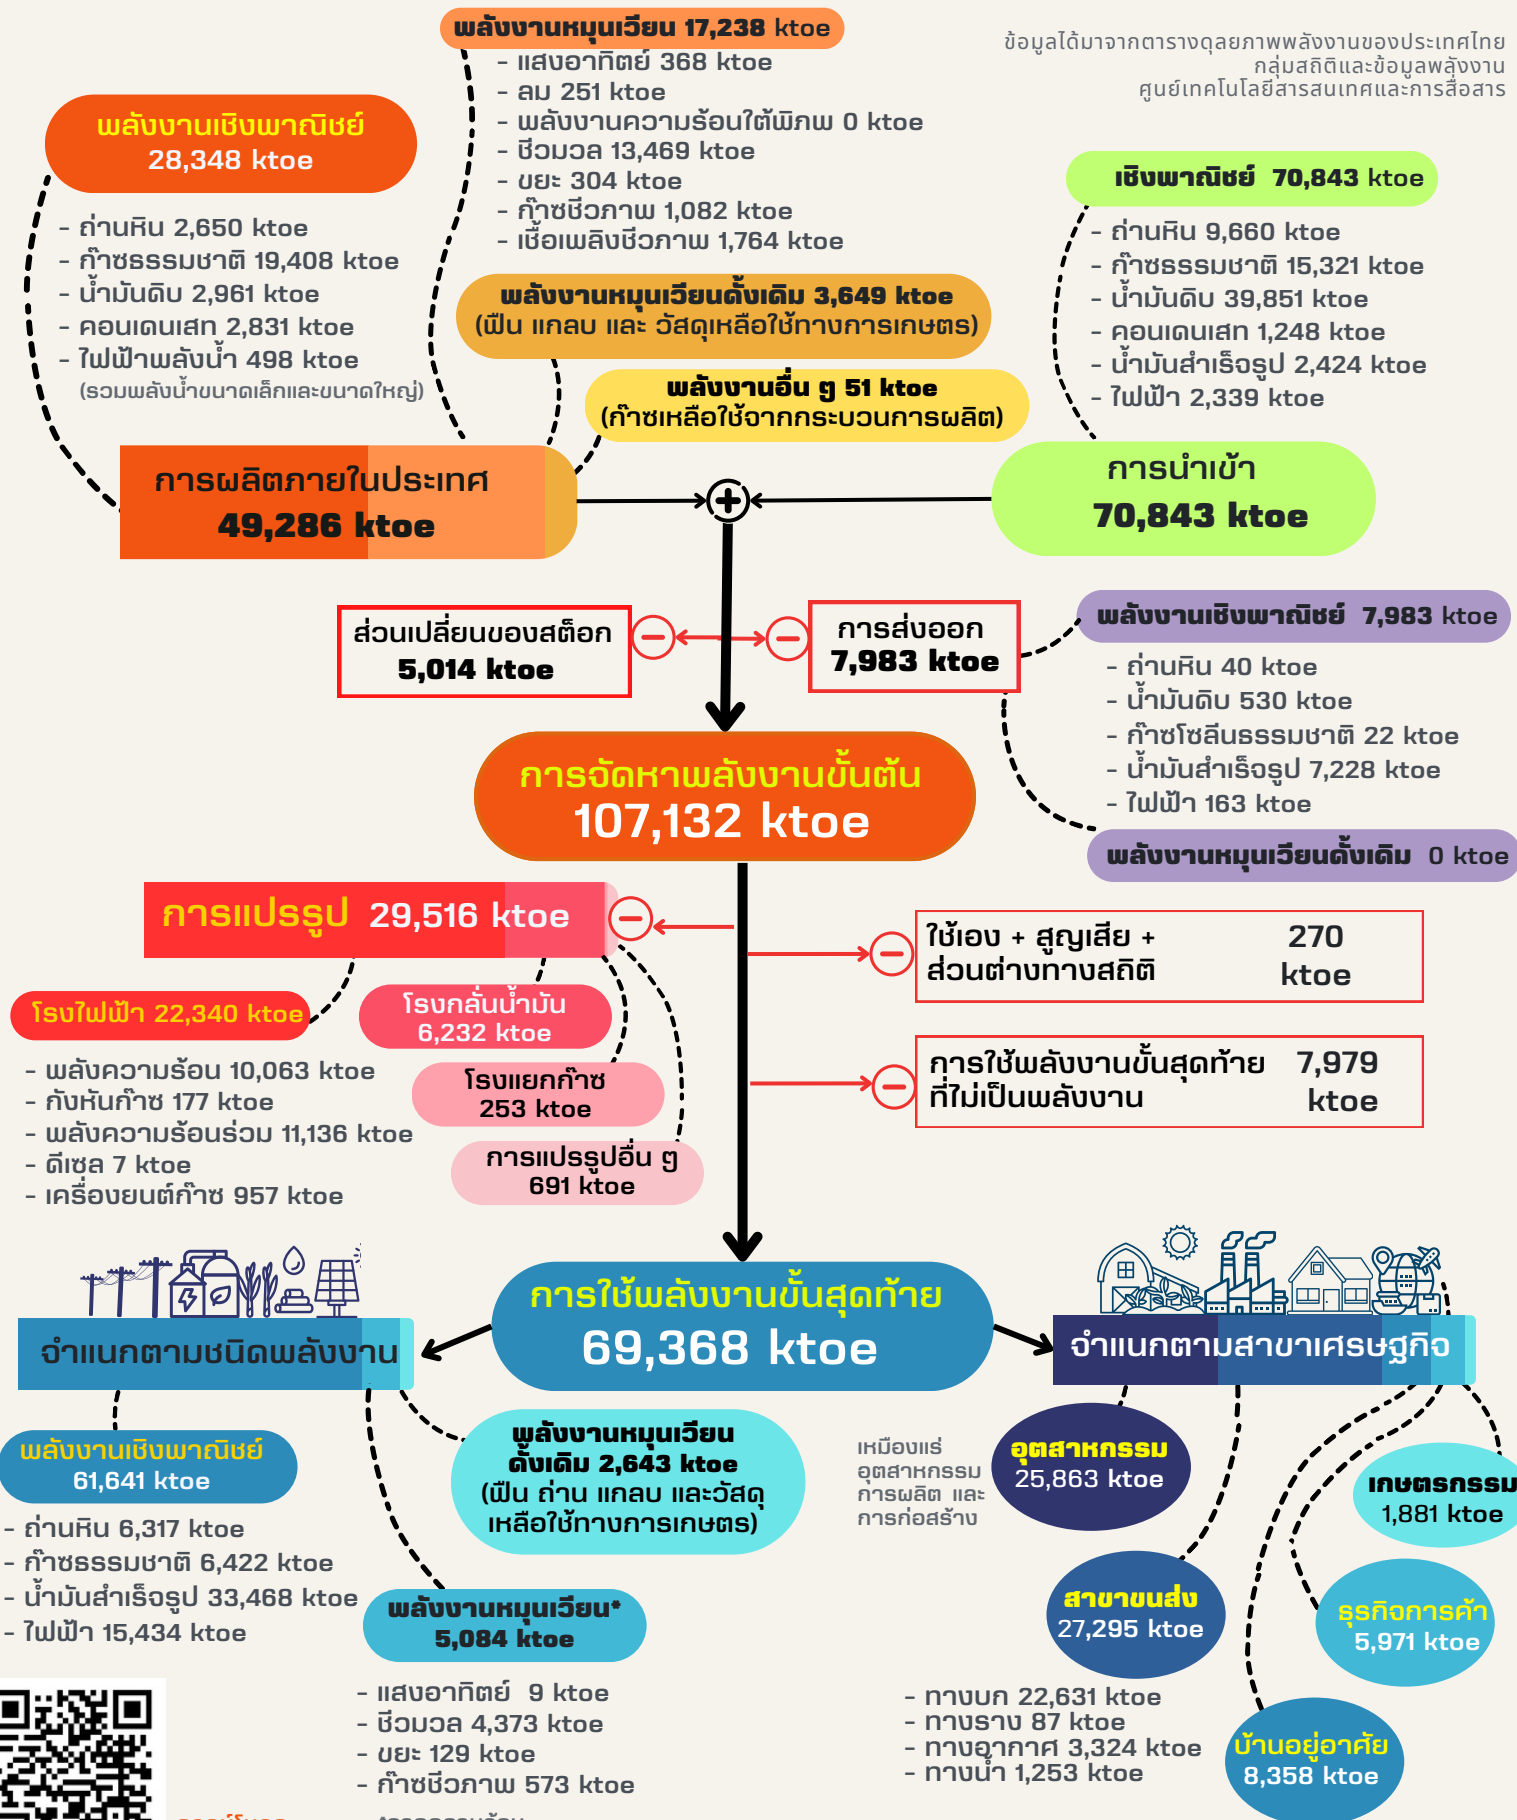 พลังงานหมุนเวียน 17,238 ktoe
- แสงอาทิตย์ 368 ktoe
- ลม 251 ktoe
- พลังงานความร้อนใต้พิภพ 0 ktoe
- ชีวมวล 13,469 ktoe
- ขยะ 304 ktoe
- ก๊าซชีวภาพ 1,082 ktoe
- เชื้อเพลิงชีวภาพ 1,764 ktoe
ข้อมูลได้มาจากตารางดุลยภาพพลังงานของประเทศไทย
กลุ่มสถิติและข้อมูลพลังงาน
ศูนย์เทคโนโลยีสารสนเทศและการสื่อสาร
พลังงานเชิงพาณิชย์
28,348 ktoe
- ถ่านหิน 2,650 ktoe
- ก๊าซธรรมชาติ 19,408 ktoe
- น้ำมันดิบ 2,961 ktoe
- คอนเดนเสท 2,831 ktoe
- ไฟฟ้าพลังน้ำ 498 ktoe
(รวมพลังน้ำขนาดเล็กและขนาดใหญ่)
พลังงานหมุนเวียนดั้งเดิม 3,649 ktoe
(ฟืน แกลบ และ วัสดุเหลือใช้ทางการเกษตร)
พลังงานอื่น ๆ 51 ktoe
(ก๊าซเหลือใช้จากกระบวนการผลิต)
เชิงพาณิชย์ 70,843 ktoe
- ถ่านหิน 9,660 ktoe
- ก๊าซธรรมชาติ 15,321 ktoe
- น้ำมันดิบ 39,851 ktoe
- คอนเดนเสท 1,248 ktoe
- น้ำมันสำเร็จรูป 2,424 ktoe
- ไฟฟ้า 2,339 ktoe
การผลิตภายในประเทศ
49,286 ktoe
การนำเข้า
70,843 ktoe
ส่วนเปลี่ยนของสต็อก
5,014 ktoe
การส่งออก
7,983 ktoe
พลังงานเชิงพาณิชย์ 7,983 ktoe
- ถ่านหิน 40 ktoe
- น้ำมันดิบ 530 ktoe
- ก๊าซโซลีนธรรมชาติ 22 ktoe
- น้ำมันสำเร็จรูป 7,228 ktoe
- ไฟฟ้า 163 ktoe
พลังงานหมุนเวียนดั้งเดิม 0 ktoe
การจัดหาพลังงานขั้นต้น
107,132 ktoe
การแปรรูป 29,516 ktoe
ใช้เอง + สูญเสีย + 270
ส่วนต่างทางสถิติ ktoe
โรงไฟฟ้า 22,340 ktoe
- พลังความร้อน 10,063 ktoe
- กังหันก๊าซ 177 ktoe
- พลังความร้อนร่วม 11,136 ktoe
- ดีเซล 7 ktoe
- เครื่องยนต์ก๊าซ 957 ktoe
โรงกลั่นน้ำมัน
6,232 ktoe
โรงแยกก๊าซ
253 ktoe
การแปรรูปอื่น ๆ
691 ktoe
การใช้พลังงานขั้นสุดท้าย 7,979
ที่ไม่เป็นพลังงาน ktoe
การใช้พลังงานขั้นสุดท้าย
69,368 ktoe
จำแนกตามชนิดพลังงาน
จำแนกตามสาขาเศรษฐกิจ
พลังงานเชิงพาณิชย์
61,641 ktoe
- ถ่านหิน 6,317 ktoe
- ก๊าซธรรมชาติ 6,422 ktoe
- น้ำมันสำเร็จรูป 33,468 ktoe
- ไฟฟ้า 15,434 ktoe
พลังงานหมุนเวียน
ดั้งเดิม 2,643 ktoe
(ฟืน ถ่าน แกลบ และวัสดุ
เหลือใช้ทางการเกษตร)
พลังงานหมุนเวียน*
5,084 ktoe
- แสงอาทิตย์ 9 ktoe
- ชีวมวล 4,373 ktoe
- ขยะ 129 ktoe
- ก๊าซชีวภาพ 573 ktoe
เหมืองแร่
อุตสาหกรรม
การผลิต และ
การก่อสร้าง
อุตสาหกรรม
25,863 ktoe
เกษตรกรรม
1,881 ktoe
สาขาขนส่ง
27,295 ktoe
- ทางบก 22,631 ktoe
- ทางราง 87 ktoe
- ทางอากาศ 3,324 ktoe
- ทางน้ำ 1,253 ktoe
ธุรกิจการค้า
5,971 ktoe
บ้านอยู่อาศัย
8,358 ktoe